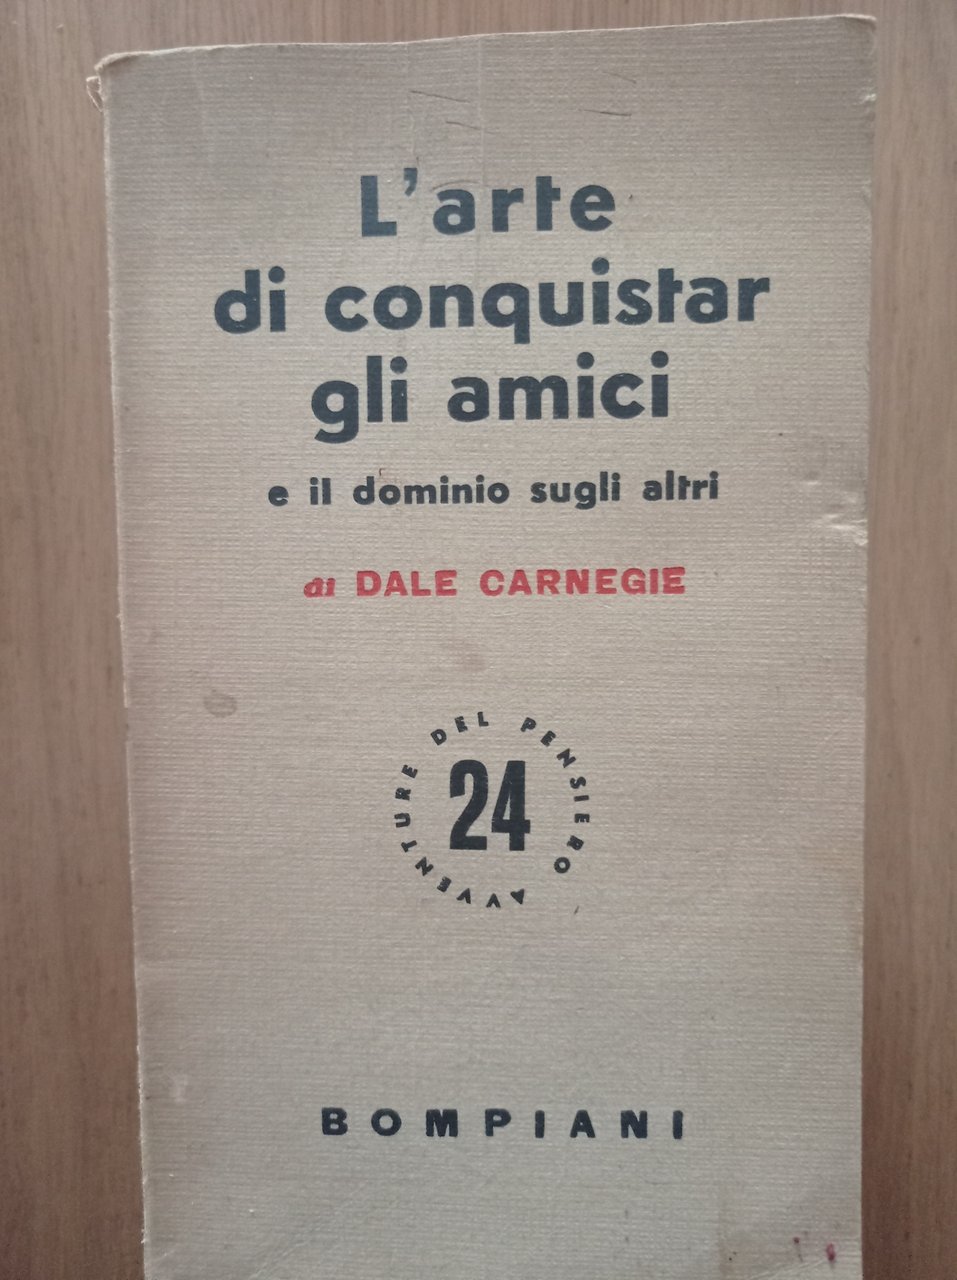 L'arte
di conquistar
gli amici
e il dominio sugli altri
di DALE CARNEGIE
AVVENTURE DEL PENSIERO
24
BOMPIANI